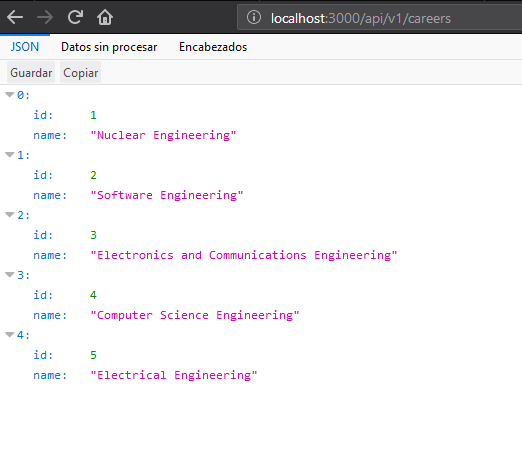 localhost:3000/api/v1/careers
JSON Datos sin procesar Encabezados
Guardar Copiar
0:
id: 1
name: "Nuclear Engineering"
1:
id: 2
name: "Software Engineering"
2:
id: 3
name: "Electronics and Communications Engineering"
3:
id: 4
name: "Computer Science Engineering"
4:
id: 5
name: "Electrical Engineering"